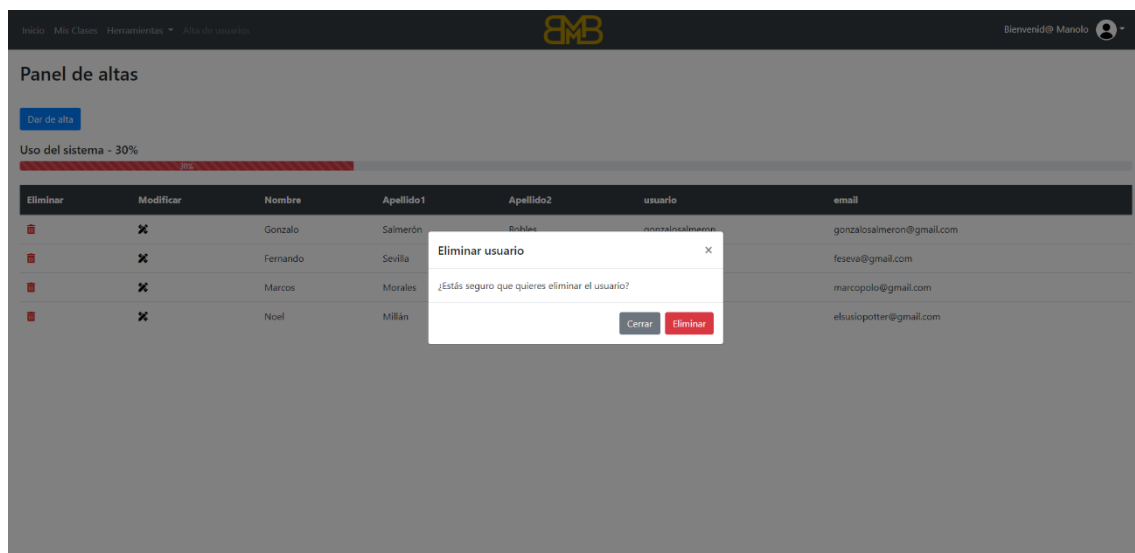 Inicio Mis Clases Herramientas Alta de usuarios BMB Bienvenid@ Manolo
Panel de altas
Dar de alta
Uso del sistema - 30%
30%
Eliminar Modificar Nombre Apellido1 Apellido2 usuario email
Gonzalo Salmerón Robles gonzalosalmeron gonzalosalmeron@gmail.com
Eliminar usuario ×
Fernando Sevilla feseva@gmail.com
Marcos Morales marcopolo@gmail.com
¿Estás seguro que quieres eliminar el usuario?
Noel Millán elsusiopotter@gmail.com
Cerrar Eliminar